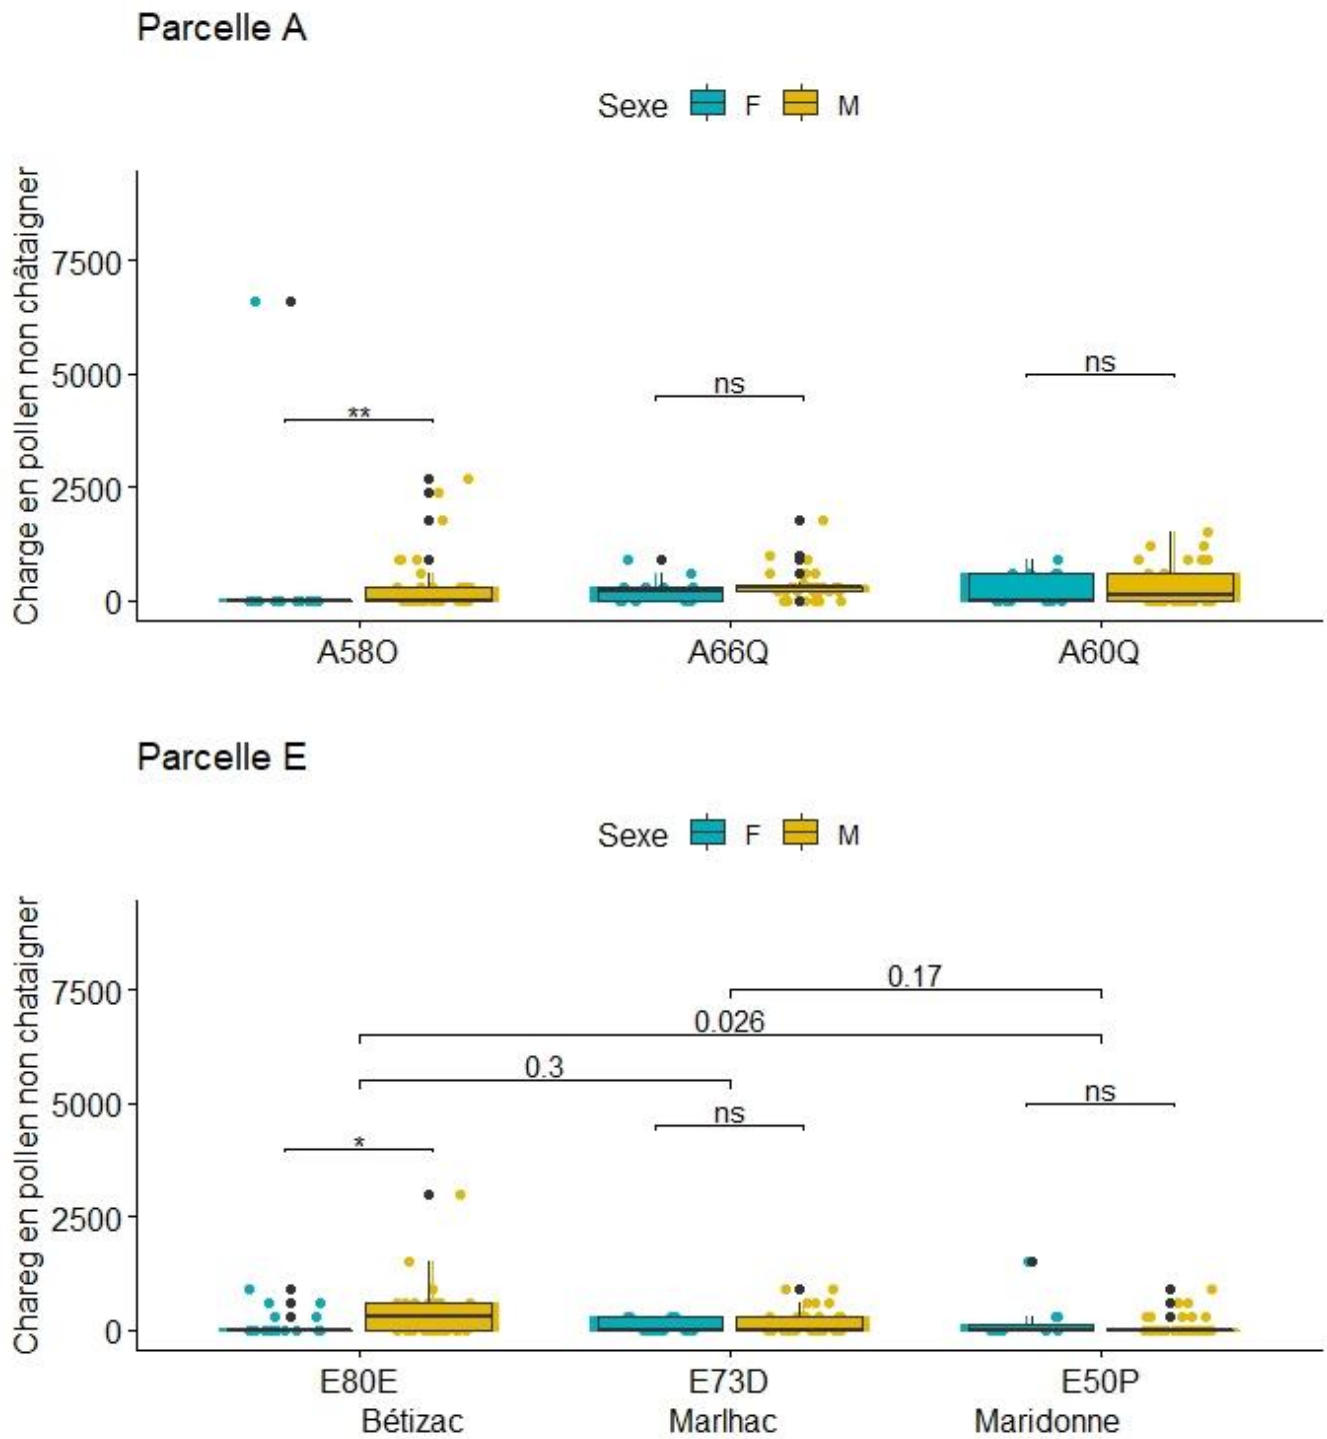 Parcelle A
Sexe F M
Charge en pollen non châtaigner
7500
5000
2500
0
**
ns
ns
A58O A66Q A60Q
Parcelle E
Sexe F M
Chareg en pollen non chataigner
7500
5000
2500
0
0.17
0.026
0.3
*
ns
ns
E80E E73D E50P
Bétizac Marlhac Maridonne